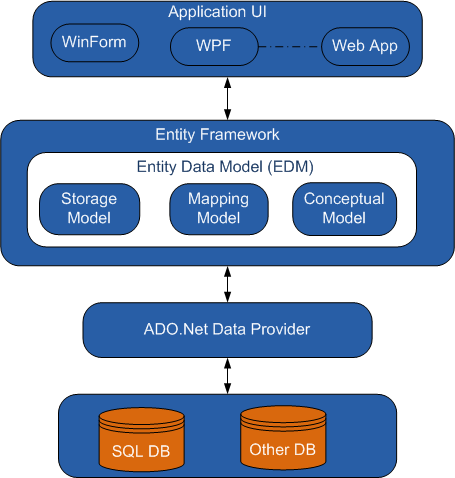 Application UI
WinForm
WPF
Web App
Entity Framework
Entity Data Model (EDM)
Storage
Model
Mapping
Model
Conceptual
Model
ADO.Net Data Provider
SQL DB
Other DB